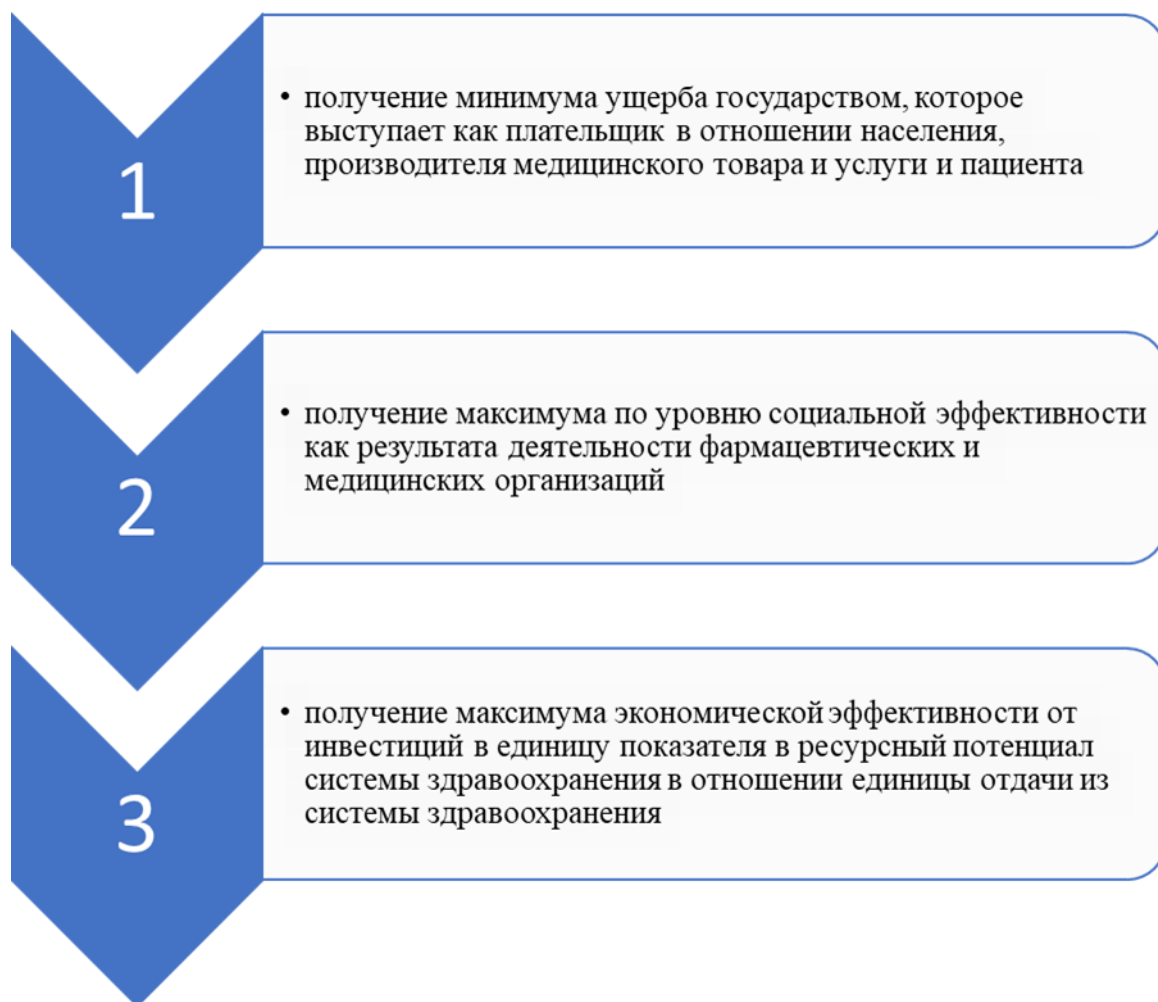 1
• получение минимума ущерба государством, которое
выступает как плательщик в отношении населения,
производителя медицинского товара и услуги и пациента
2
• получение максимума по уровню социальной эффективности
как результата деятельности фармацевтических и
медицинских организаций
3
• получение максимума экономической эффективности от
инвестиций в единицу показателя в ресурсный потенциал
системы здравоохранения в отношении единицы отдачи из
системы здравоохранения